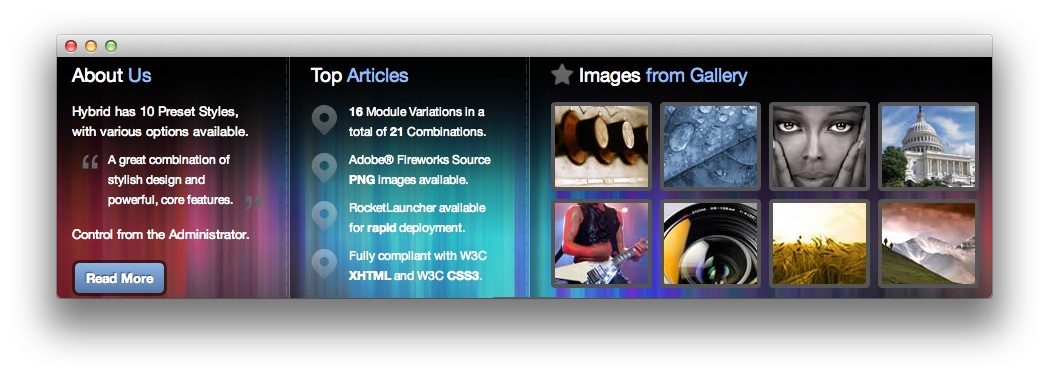 About Us
Hybrid has 10 Preset Styles,
with various options available.
“ A great combination of
stylish design and
powerful, core features. ”
Control from the Administrator.
Read More
Top Articles
16 Module Variations in a
total of 21 Combinations.
Adobe® Fireworks Source
PNG images available.
RocketLauncher available
for rapid deployment.
Fully compliant with W3C
XHTML and W3C CSS3.
Images from Gallery